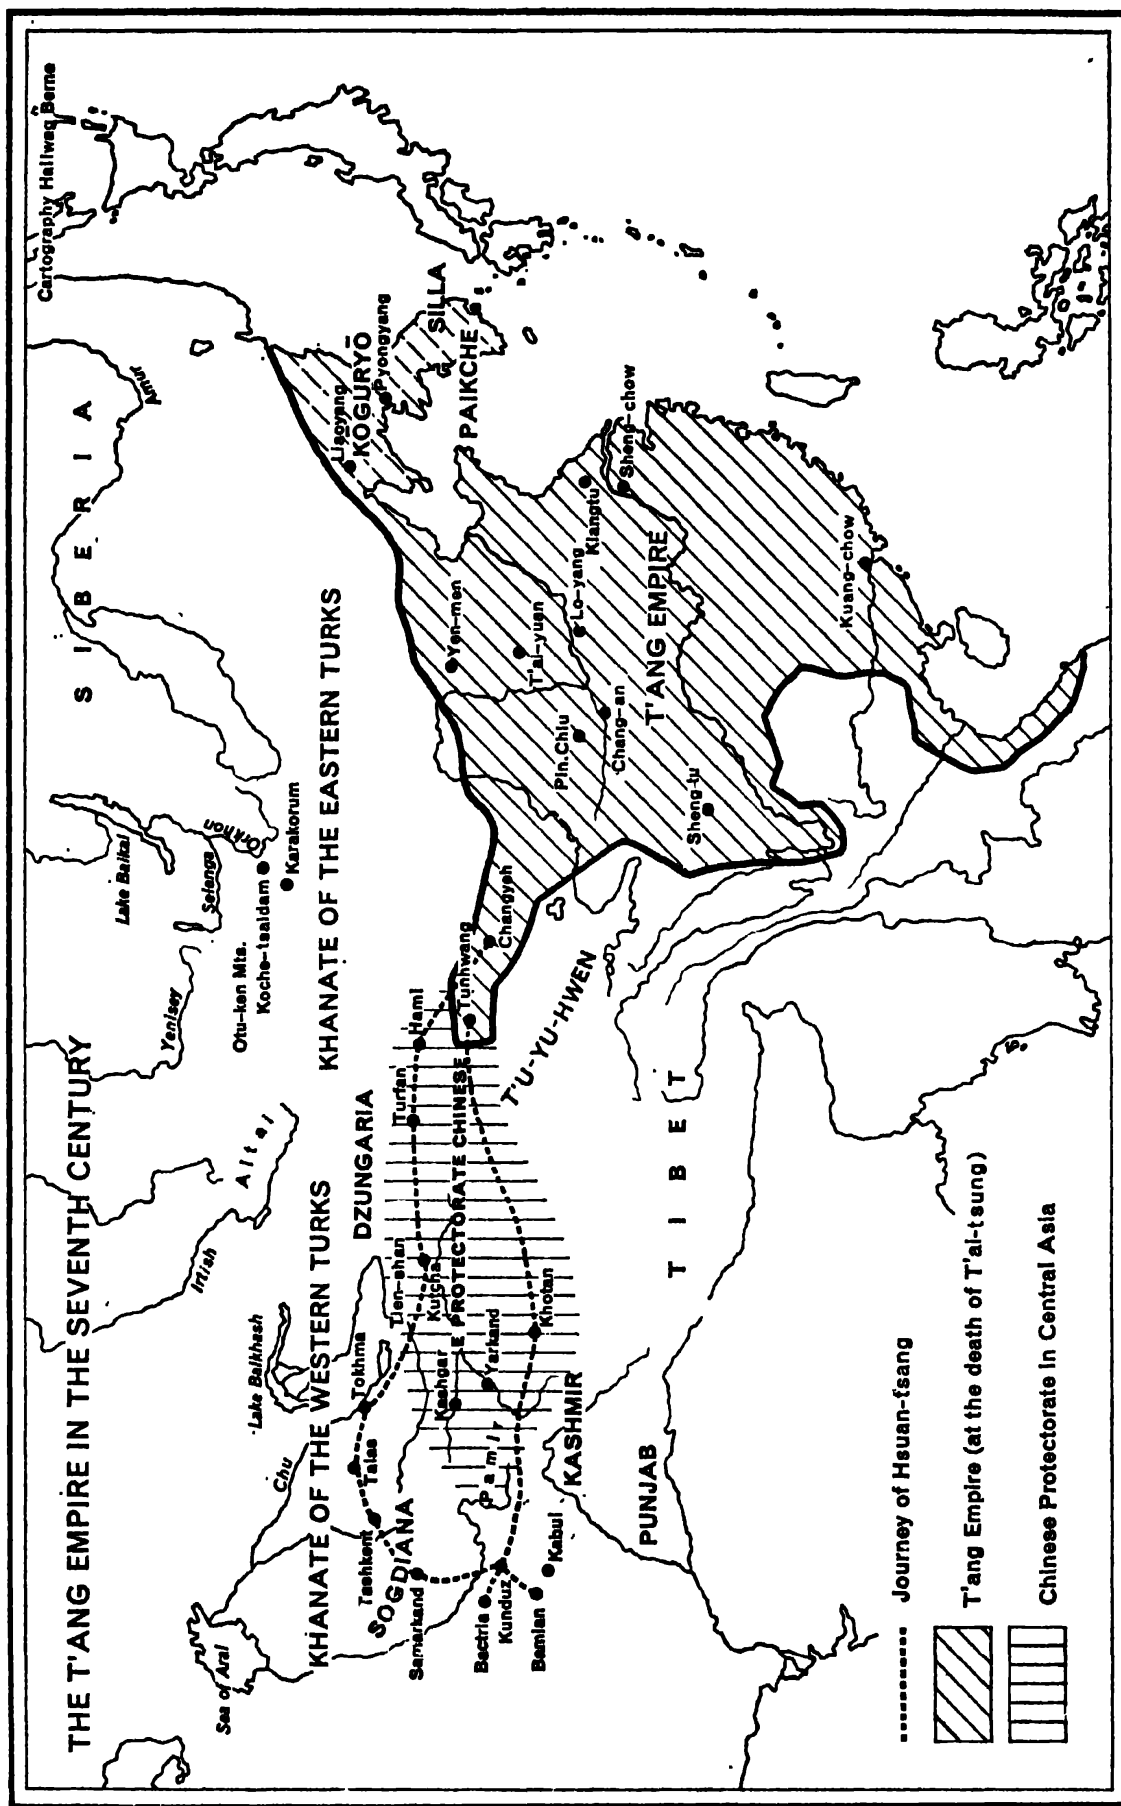 THE T'ANG EMPIRE IN THE SEVENTH CENTURY
Cartography Hallwag Berne
S I B E R I A
Amur
Lake Baikal
Selenga
Orkhon
Yenisey
Otu-ken Mts.
Koche-tsaidam
Karakorum
Altai
Irtish
Lake Balkhash
Chu
Sea of Aral
KHANATE OF THE EASTERN TURKS
KHANATE OF THE WESTERN TURKS
DZUNGARIA
Tien-shan
Tokhma
Talas
Tashkent
SOGDIANA
Samarkand
Bactria
Kunduz
Bamian
Kabul
Pamir
Kashgar
Yarkand
Kutcha
Khotan
Turfan
Hami
LE PROTECTORATE CHINESE
Tunhwang
Changyeh
T'U-YU-HWEN
T I B E T
KASHMIR
PUNJAB
Liaoyang
KOGURYŌ
Pyongyang
SILLA
PAIKCHE
Yen-men
T'ai-yuan
Lo-yang
Kiangtu
Sheng-chow
Pin.Chiu
Chang-an
T'ANG EMPIRE
Sheng-tu
Kuang-chow
Journey of Hsuan-tsang
T'ang Empire (at the death of T'ai-tsung)
Chinese Protectorate in Central Asia